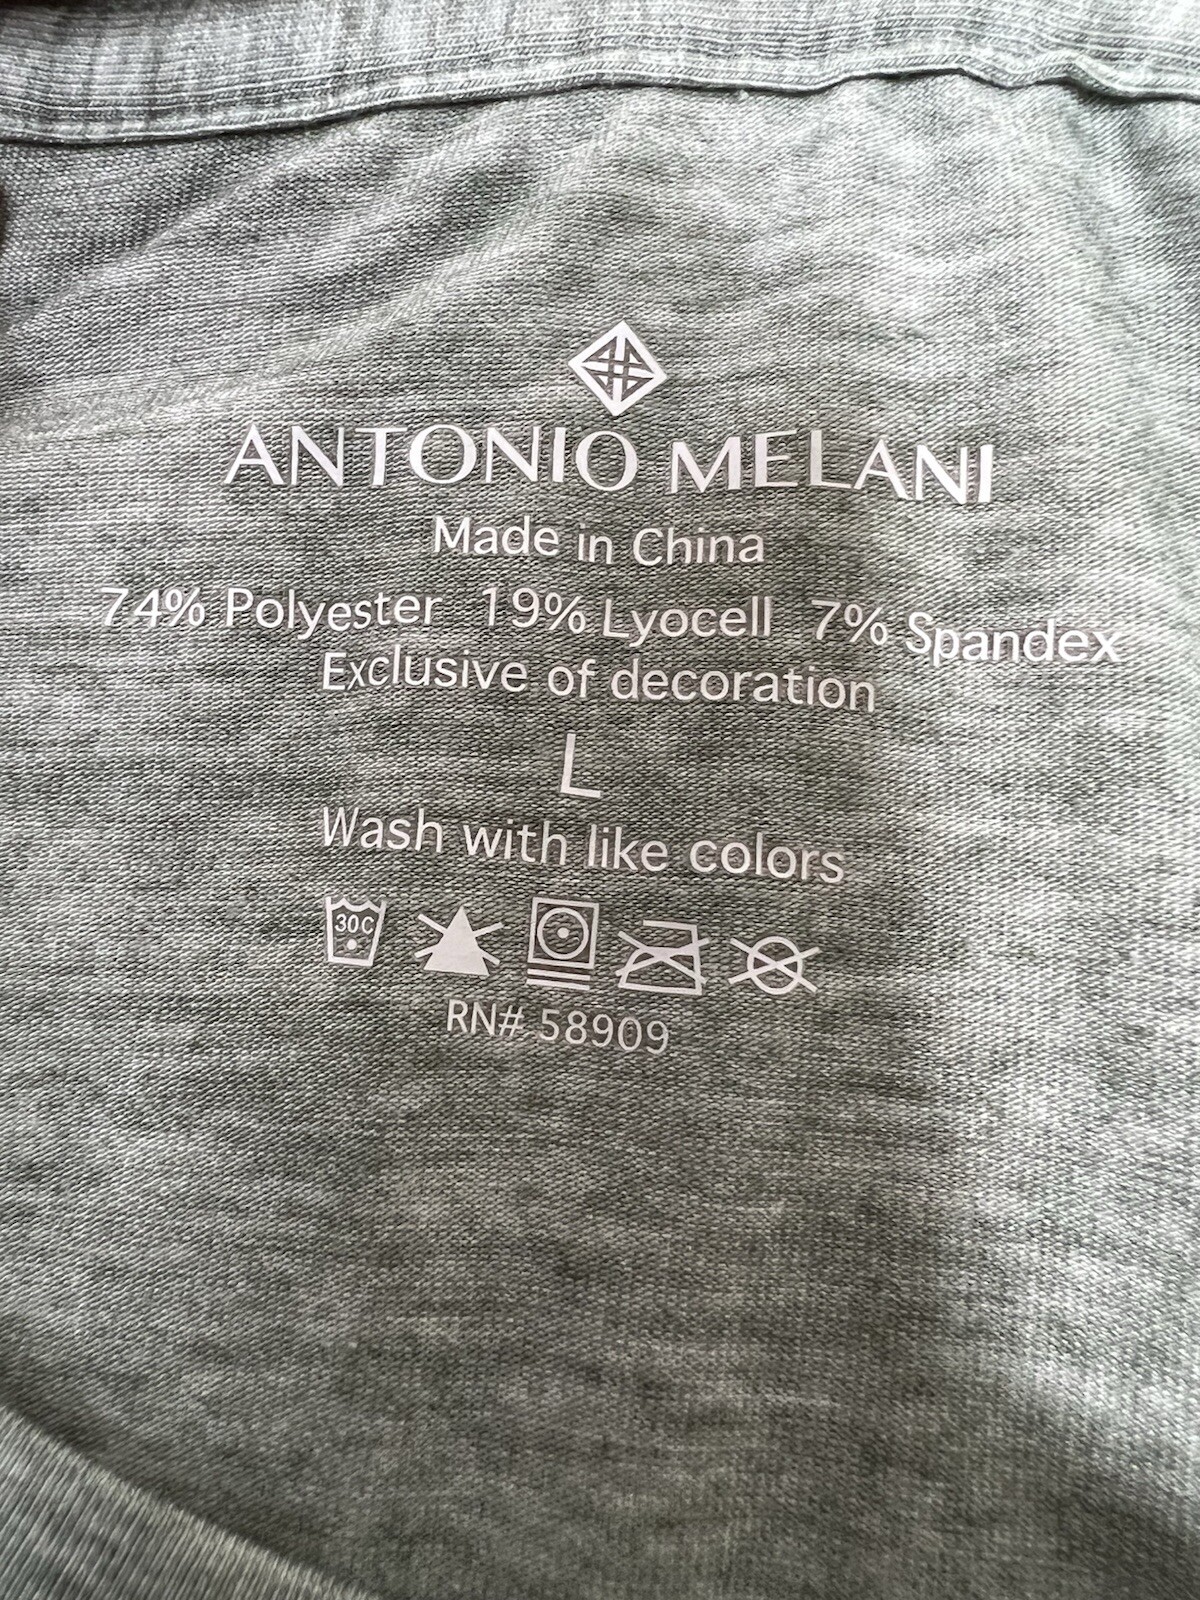 ANTONIO MELANI
Made in China
74% Polyester 19% Lyocell 7% Spandex
Exclusive of decoration
L
Wash with like colors
30C
RN# 58909